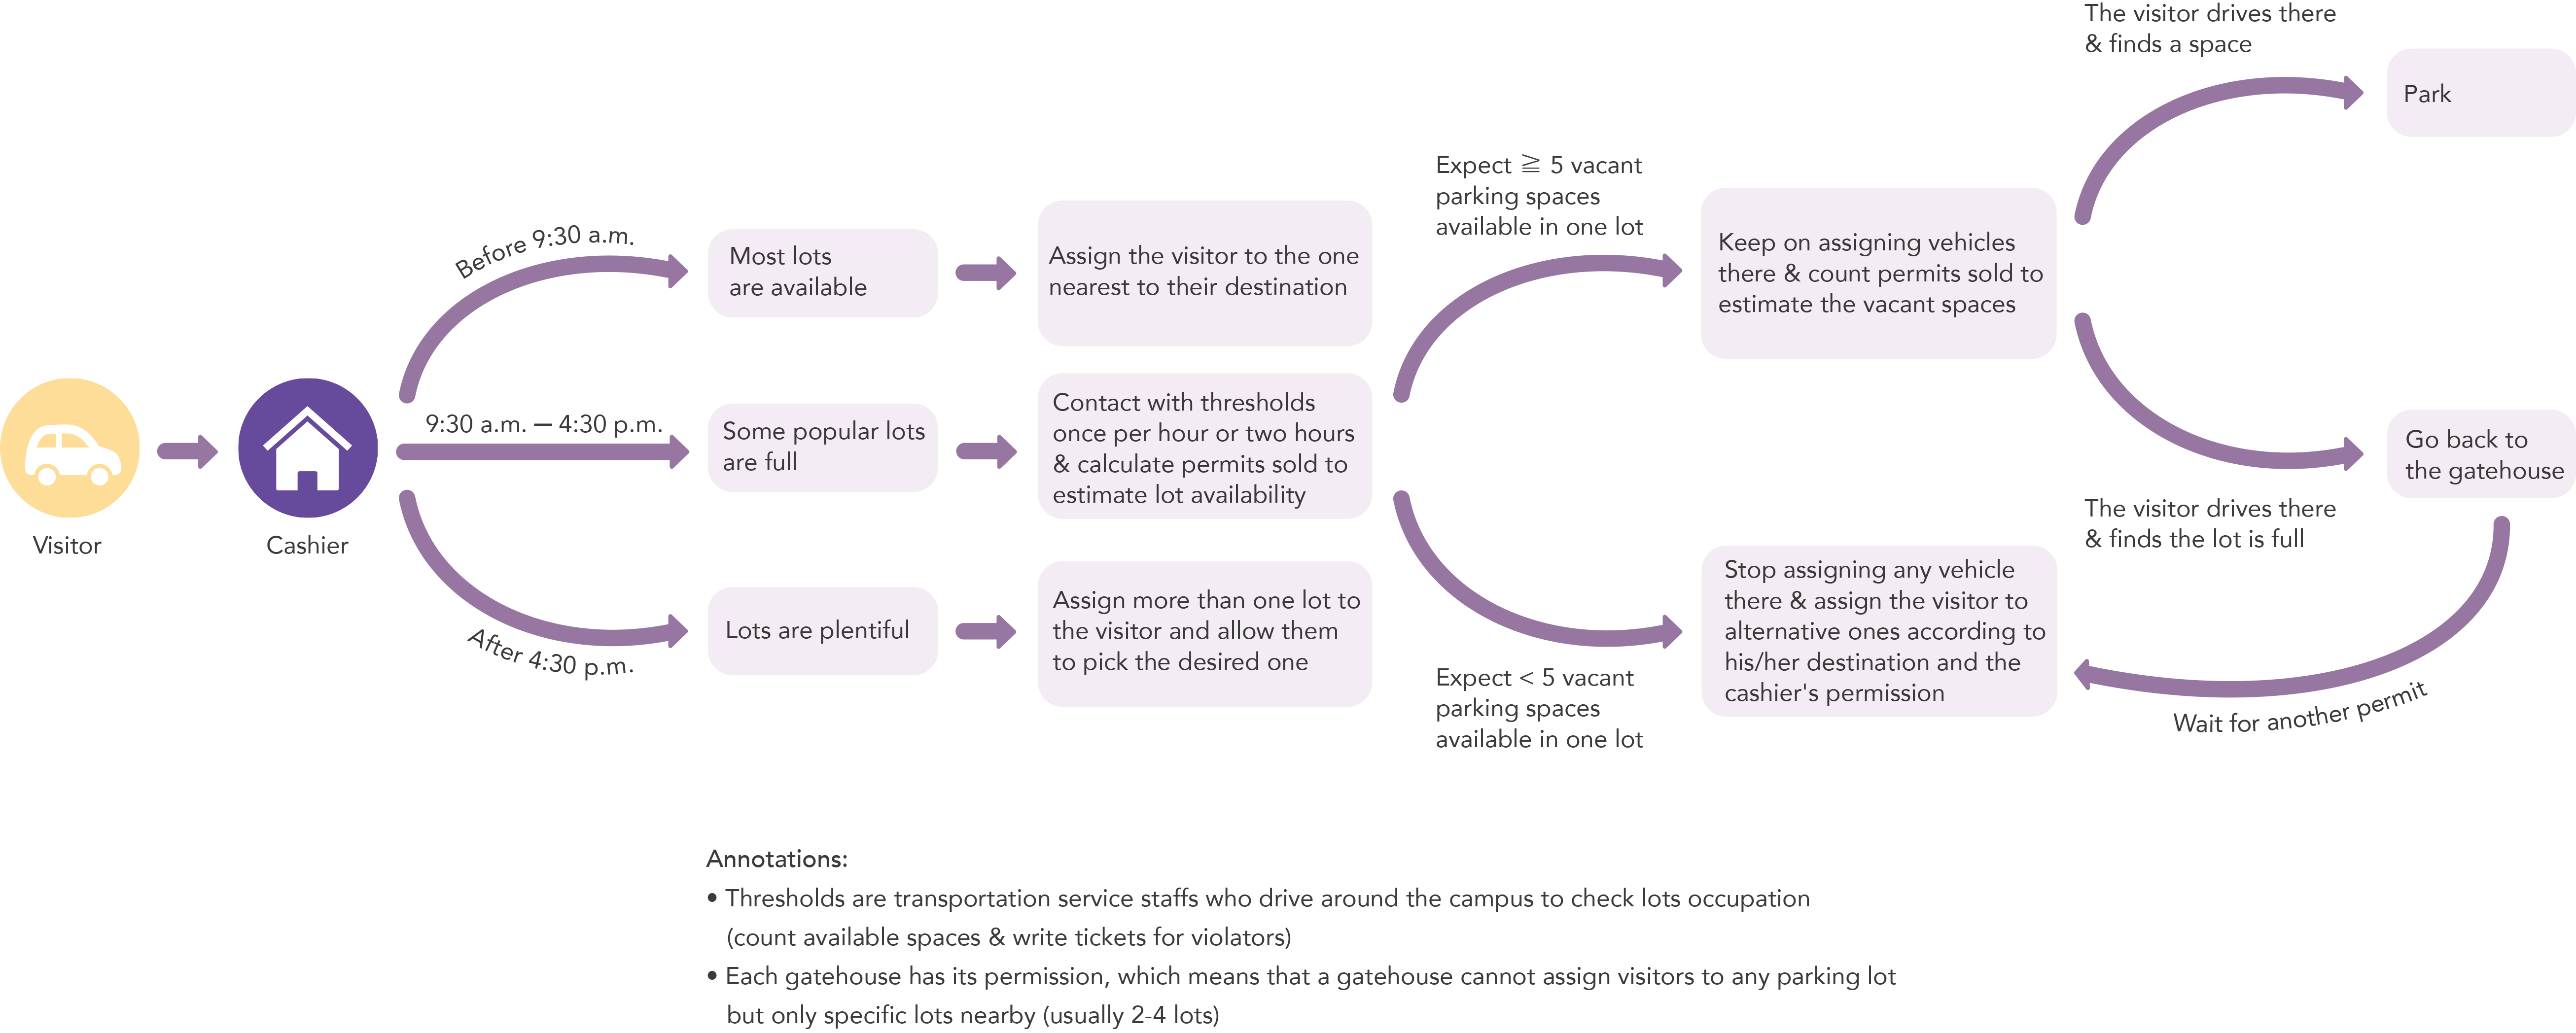 Visitor
Cashier
Before 9:30 a.m.
9:30 a.m. — 4:30 p.m.
After 4:30 p.m.
Most lots
are available
Some popular lots
are full
Lots are plentiful
Assign the visitor to the one
nearest to their destination
Contact with thresholds
once per hour or two hours
& calculate permits sold to
estimate lot availability
Assign more than one lot to
the visitor and allow them
to pick the desired one
Expect ≧ 5 vacant
parking spaces
available in one lot
Expect < 5 vacant
parking spaces
available in one lot
Keep on assigning vehicles
there & count permits sold to
estimate the vacant spaces
Stop assigning any vehicle
there & assign the visitor to
alternative ones according to
his/her destination and the
cashier's permission
The visitor drives there
& finds a space
Park
The visitor drives there
& finds the lot is full
Go back to
the gatehouse
Wait for another permit
Annotations:
• Thresholds are transportation service staffs who drive around the campus to check lots occupation
(count available spaces & write tickets for violators)
• Each gatehouse has its permission, which means that a gatehouse cannot assign visitors to any parking lot
but only specific lots nearby (usually 2-4 lots)